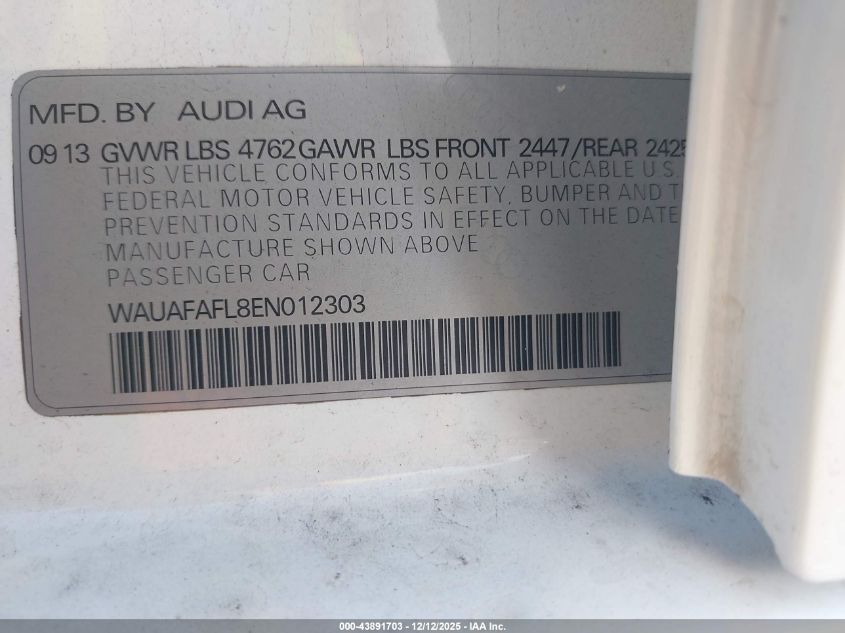 MFD. BY AUDI AG
09 13 GVWR LBS 4762 GAWR LBS FRONT 2447/REAR 2425
THIS VEHICLE CONFORMS TO ALL APPLICABLE U.S.
FEDERAL MOTOR VEHICLE SAFETY, BUMPER AND
PREVENTION STANDARDS IN EFFECT ON THE DATE
MANUFACTURE SHOWN ABOVE
PASSENGER CAR
WAUAFAFL8EN012303
000-43891703 - 12/12/2025 - IAA Inc.